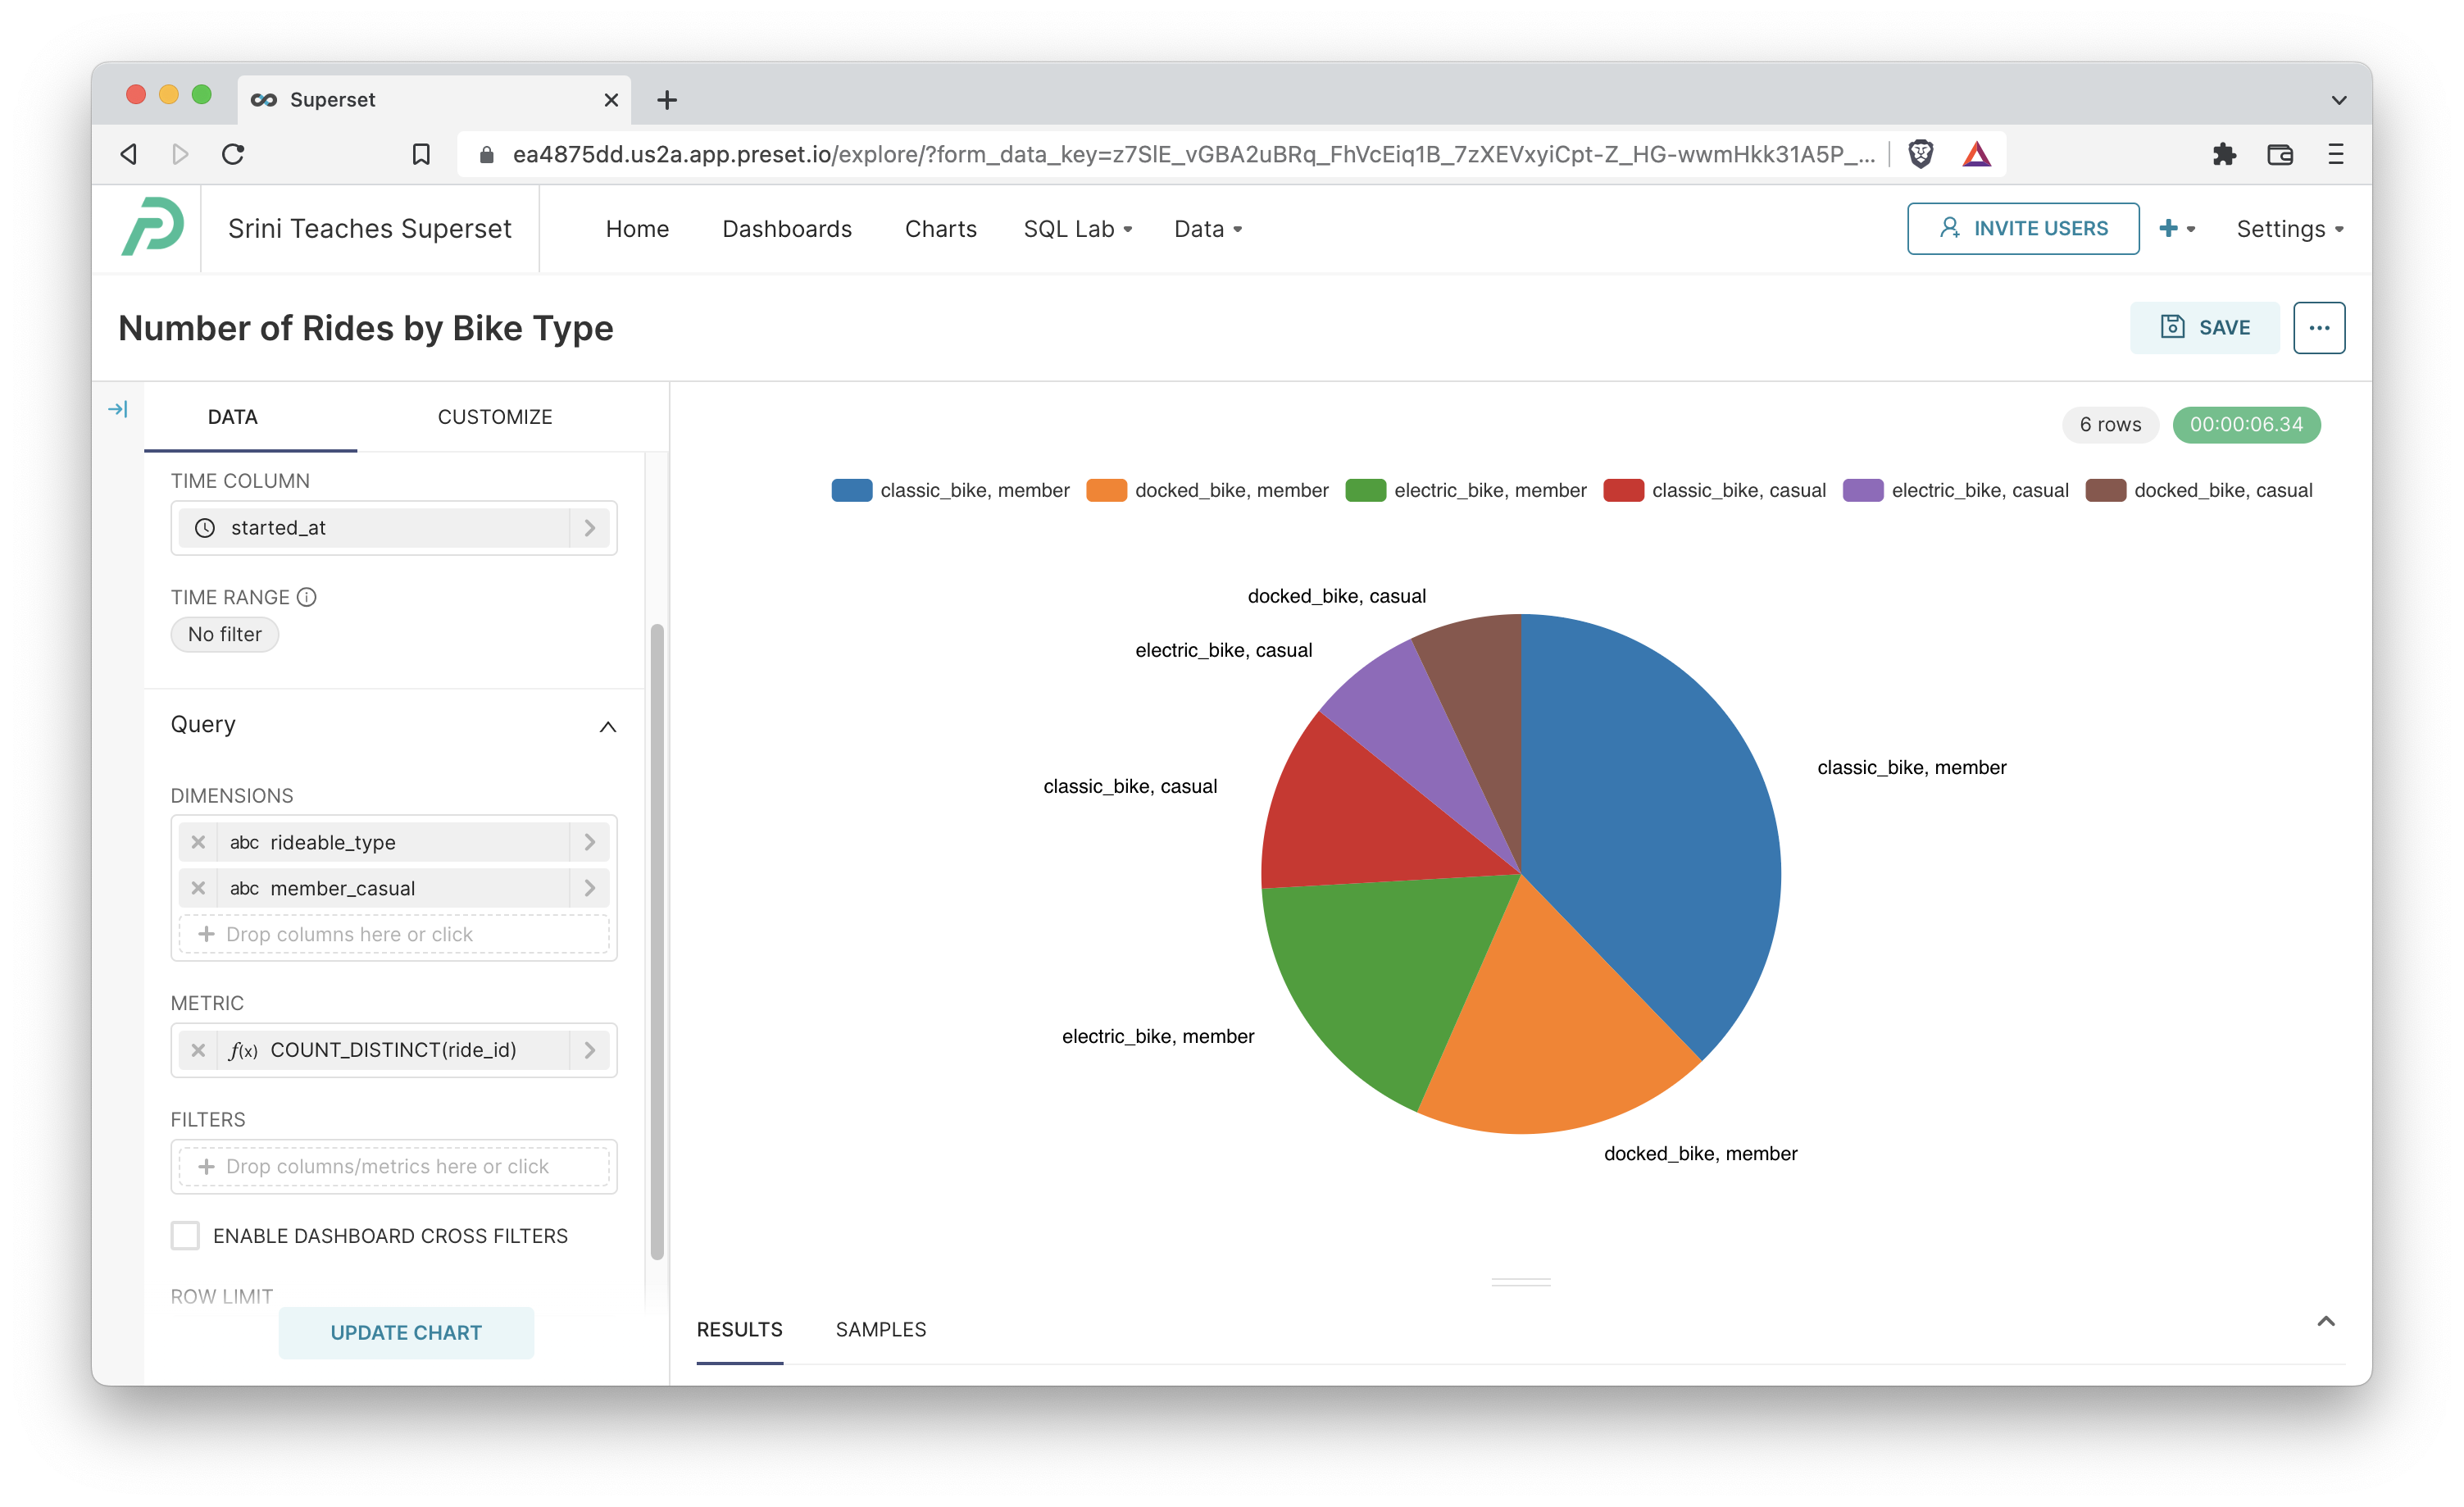 Superset
ea4875dd.us2a.app.preset.io/explore/?form_data_key=z7SlE_vGBA2uBRq_FhVcEiq1B_7zXEVxyiCpt-Z_HG-wwmHkk31A5P_...
Srini Teaches Superset Home Dashboards Charts SQL Lab Data INVITE USERS Settings
Number of Rides by Bike Type SAVE
DATA CUSTOMIZE
6 rows 00:00:06.34
TIME COLUMN
started_at
TIME RANGE
No filter
Query
DIMENSIONS
abc rideable_type
abc member_casual
Drop columns here or click
METRIC
f(x) COUNT_DISTINCT(ride_id)
FILTERS
Drop columns/metrics here or click
ENABLE DASHBOARD CROSS FILTERS
ROW LIMIT
UPDATE CHART
classic_bike, member docked_bike, member electric_bike, member classic_bike, casual electric_bike, casual docked_bike, casual
docked_bike, casual
electric_bike, casual
classic_bike, member
classic_bike, casual
electric_bike, member
docked_bike, member
RESULTS SAMPLES